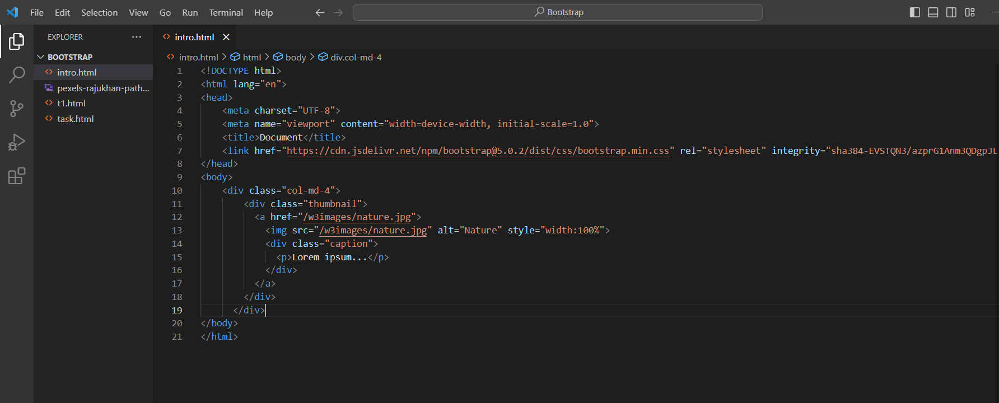 File Edit Selection View Go Run Terminal Help Bootstrap
EXPLORER ···
intro.html
BOOTSTRAP
intro.html
pexels-rajukhan-path...
t1.html
task.html
intro.html > html > body > div.col-md-4
1 <!DOCTYPE html>
2 <html lang="en">
3 <head>
4 <meta charset="UTF-8">
5 <meta name="viewport" content="width=device-width, initial-scale=1.0">
6 <title>Document</title>
7 <link href="https://cdn.jsdelivr.net/npm/bootstrap@5.0.2/dist/css/bootstrap.min.css" rel="stylesheet" integrity="sha384-EVSTQN3/azprG1Anm3QDgpJL
8 </head>
9 <body>
10 <div class="col-md-4">
11 <div class="thumbnail">
12 <a href="/w3images/nature.jpg">
13 <img src="/w3images/nature.jpg" alt="Nature" style="width:100%">
14 <div class="caption">
15 <p>Lorem ipsum...</p>
16 </div>
17 </a>
18 </div>
19 </div>
20 </body>
21 </html>